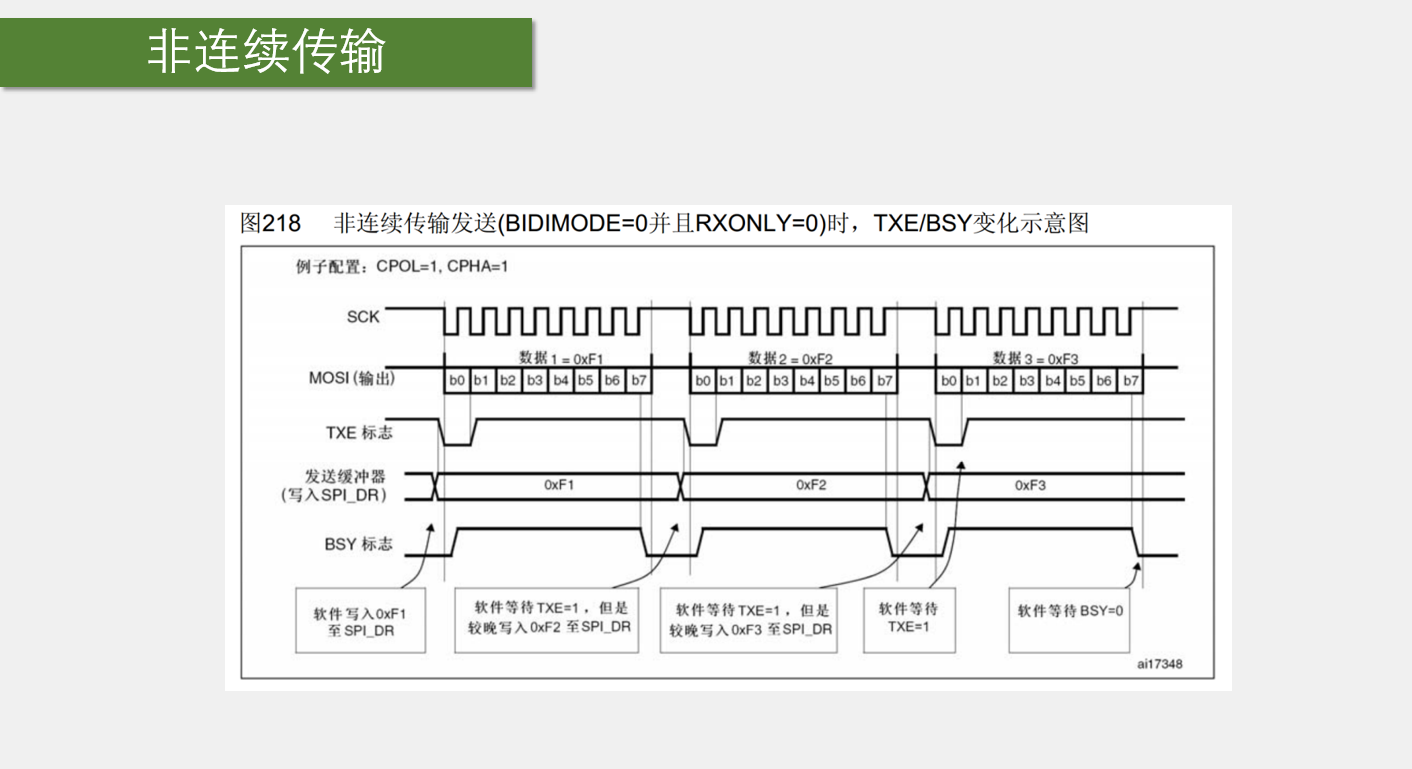 非连续传输
图218 非连续传输发送(BIDIMODE=0并且RXONLY=0)时，TXE/BSY变化示意图
例子配置：CPOL=1, CPHA=1
SCK
数据 1 = 0xF1
数据 2 = 0xF2
数据 3 = 0xF3
MOSI (输出)
b0 b1 b2 b3 b4 b5 b6 b7
b0 b1 b2 b3 b4 b5 b6 b7
b0 b1 b2 b3 b4 b5 b6 b7
TXE 标志
发送缓冲器
(写入SPI_DR)
0xF1
0xF2
0xF3
BSY 标志
软件写入0xF1
至SPI_DR
软件等待TXE=1，但是
较晚写入0xF2 至SPI_DR
软件等待TXE=1，但是
较晚写入0xF3 至SPI_DR
软件等待
TXE=1
软件等待 BSY=0
ai17348